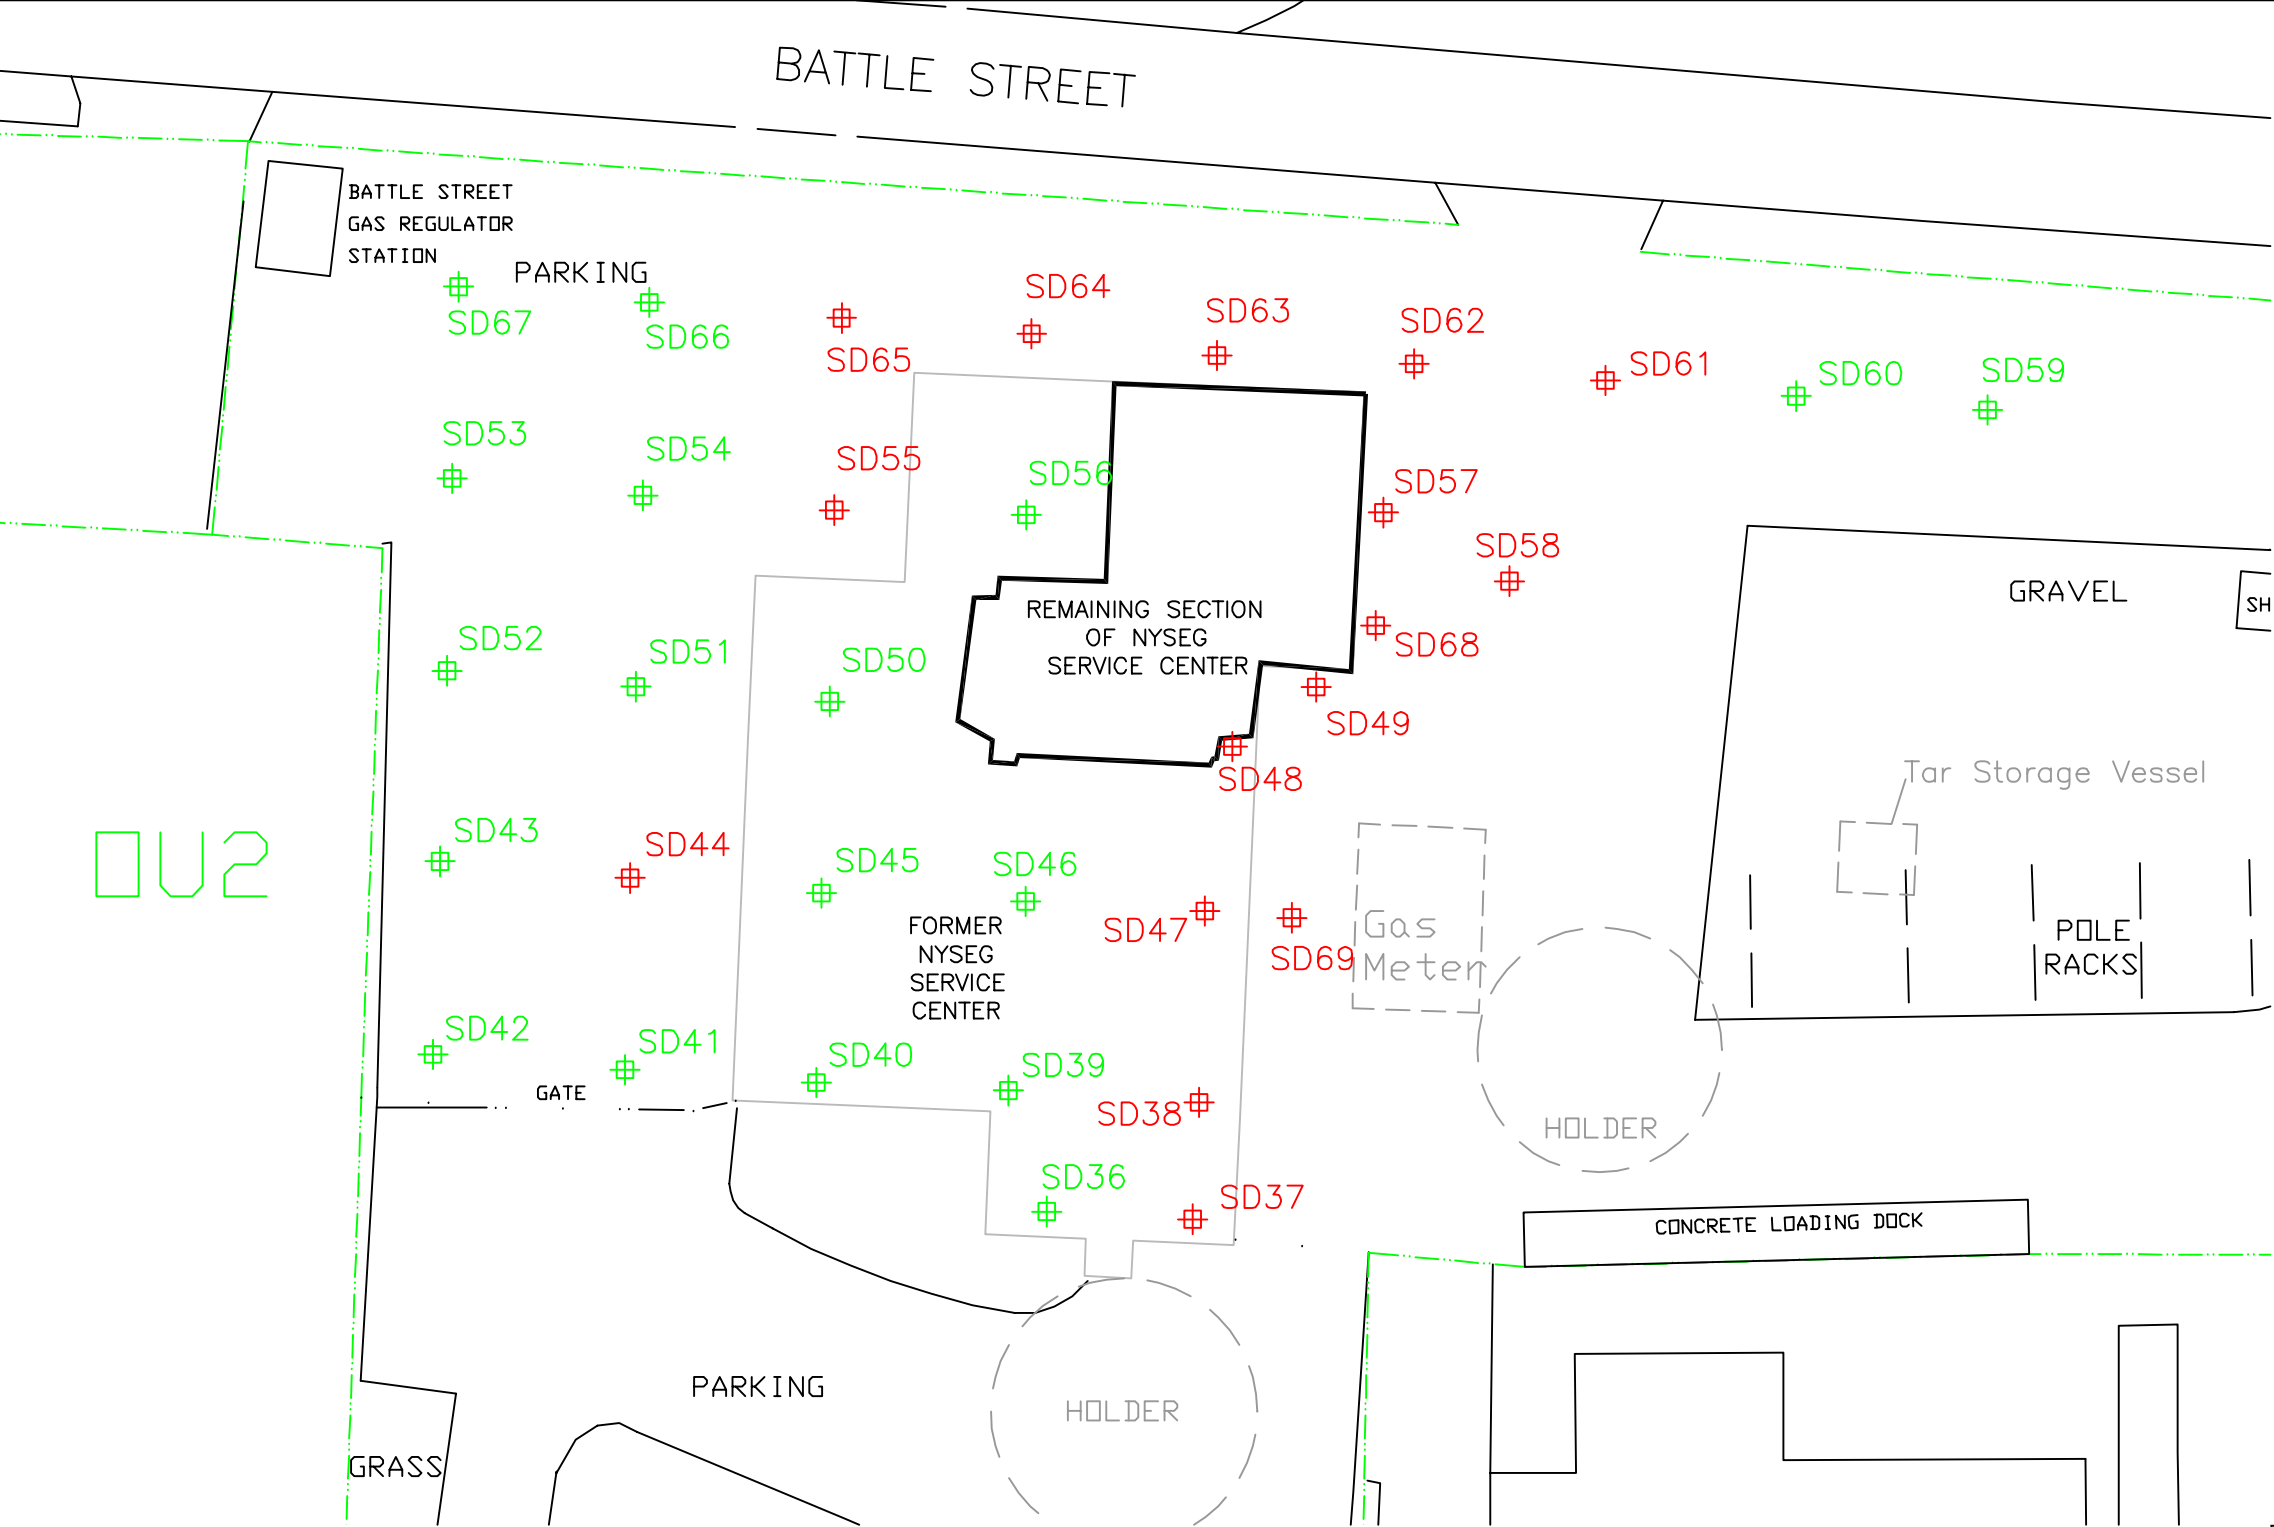 BATTLE STREET
BATTLE STREET
GAS REGULATOR
STATION
PARKING
SD67
SD66
SD65
SD64
SD63
SD62
SD61
SD60
SD59
SD53
SD54
SD55
SD56
SD57
SD58
GRAVEL
SH
REMAINING SECTION
OF NYSEG
SERVICE CENTER
SD52
SD51
SD50
SD68
SD49
SD48
Tar Storage Vessel
OU2
SD43
SD44
SD45
SD46
SD47
SD69
Gas
Meter
FORMER
NYSEG
SERVICE
CENTER
POLE
RACKS
SD42
SD41
SD40
SD39
SD38
GATE
HOLDER
SD36
SD37
CONCRETE LOADING DOCK
PARKING
HOLDER
GRASS